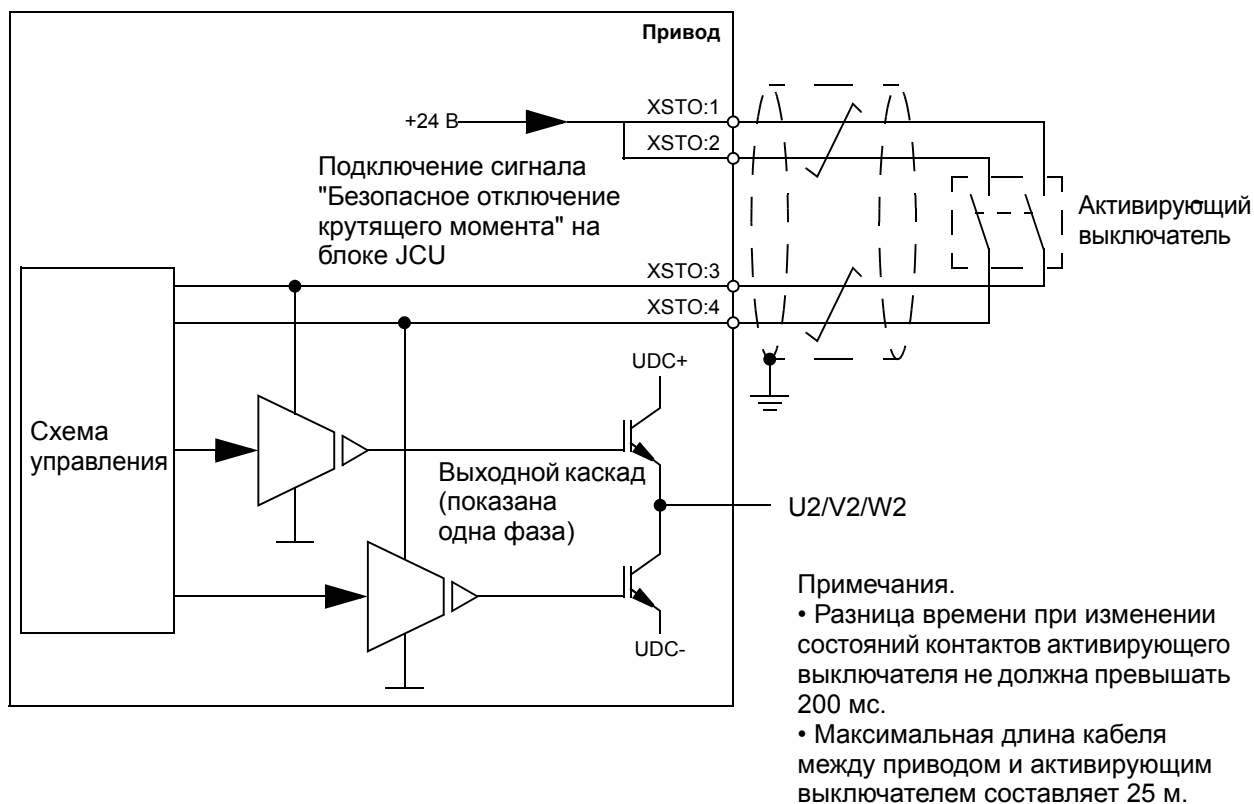 Привод
XSTO:1
+24 В
XSTO:2
Подключение сигнала
"Безопасное отключение
крутящего момента" на
блоке JCU
Активирующий
выключатель
XSTO:3
XSTO:4
UDC+
Схема
управления
Выходной каскад
(показана
одна фаза)
U2/V2/W2
UDC-
Примечания.
• Разница времени при изменении
состояний контактов активирующего
выключателя не должна превышать
200 мс.
• Максимальная длина кабеля
между приводом и активирующим
выключателем составляет 25 м.